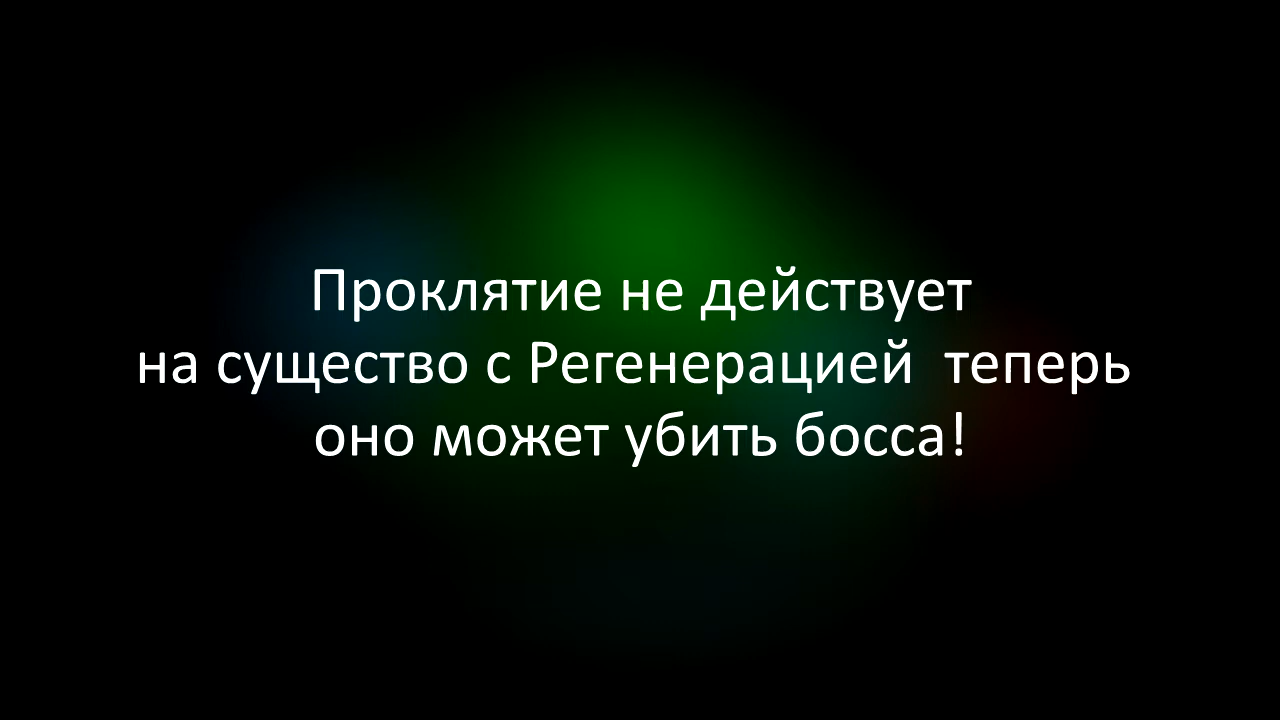 Проклятие не действует
на существо с Регенерацией  теперь
оно может убить босса!